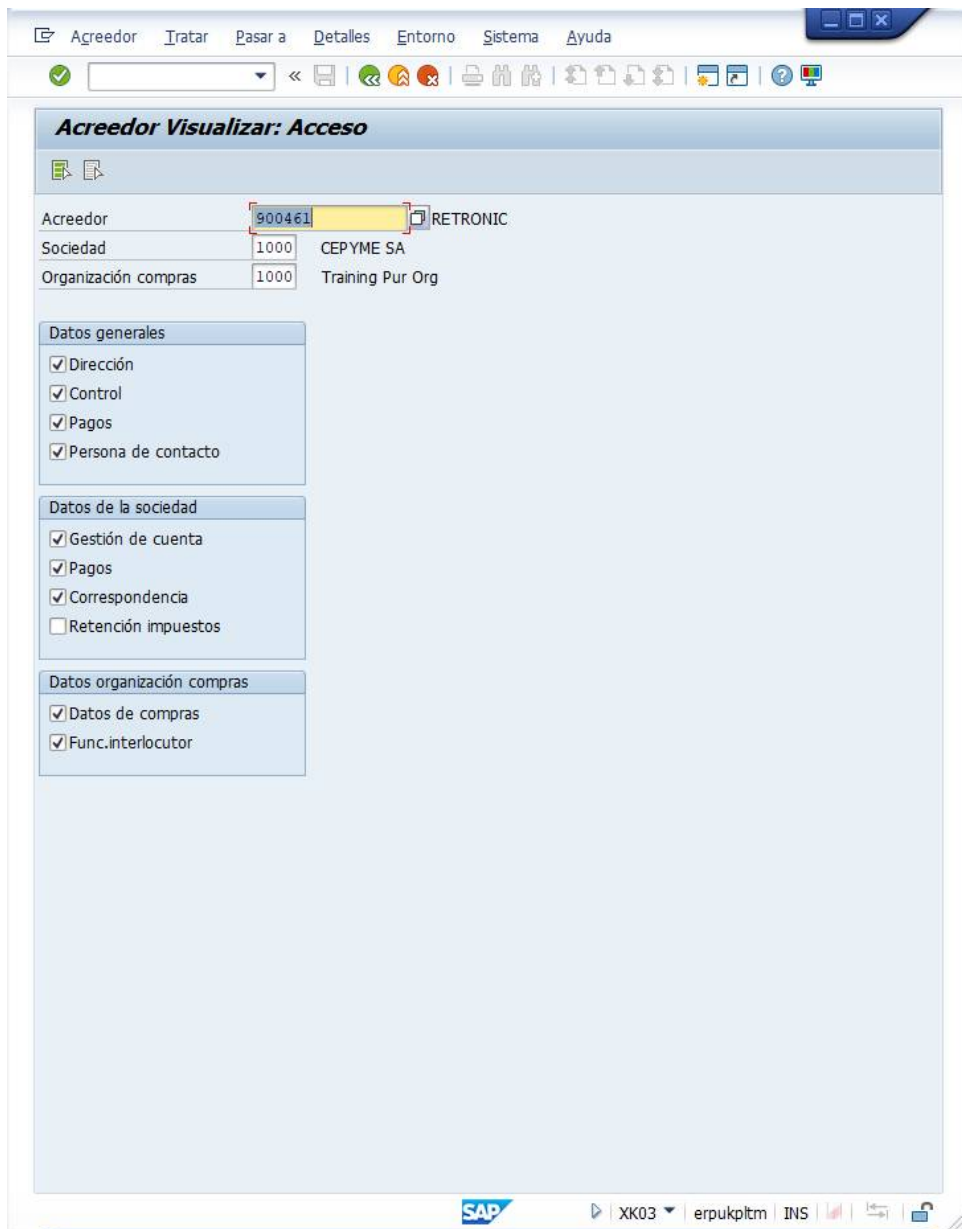 Acreedor Tratar Pasar a Detalles Entorno Sistema Ayuda
Acreedor Visualizar: Acceso
Acreedor 900461 RETRONIC
Sociedad 1000 CEPYME SA
Organización compras 1000 Training Pur Org
Datos generales
Dirección
Control
Pagos
Persona de contacto
Datos de la sociedad
Gestión de cuenta
Pagos
Correspondencia
Retención impuestos
Datos organización compras
Datos de compras
Func.interlocutor
SAP XK03 erpukpltm INS